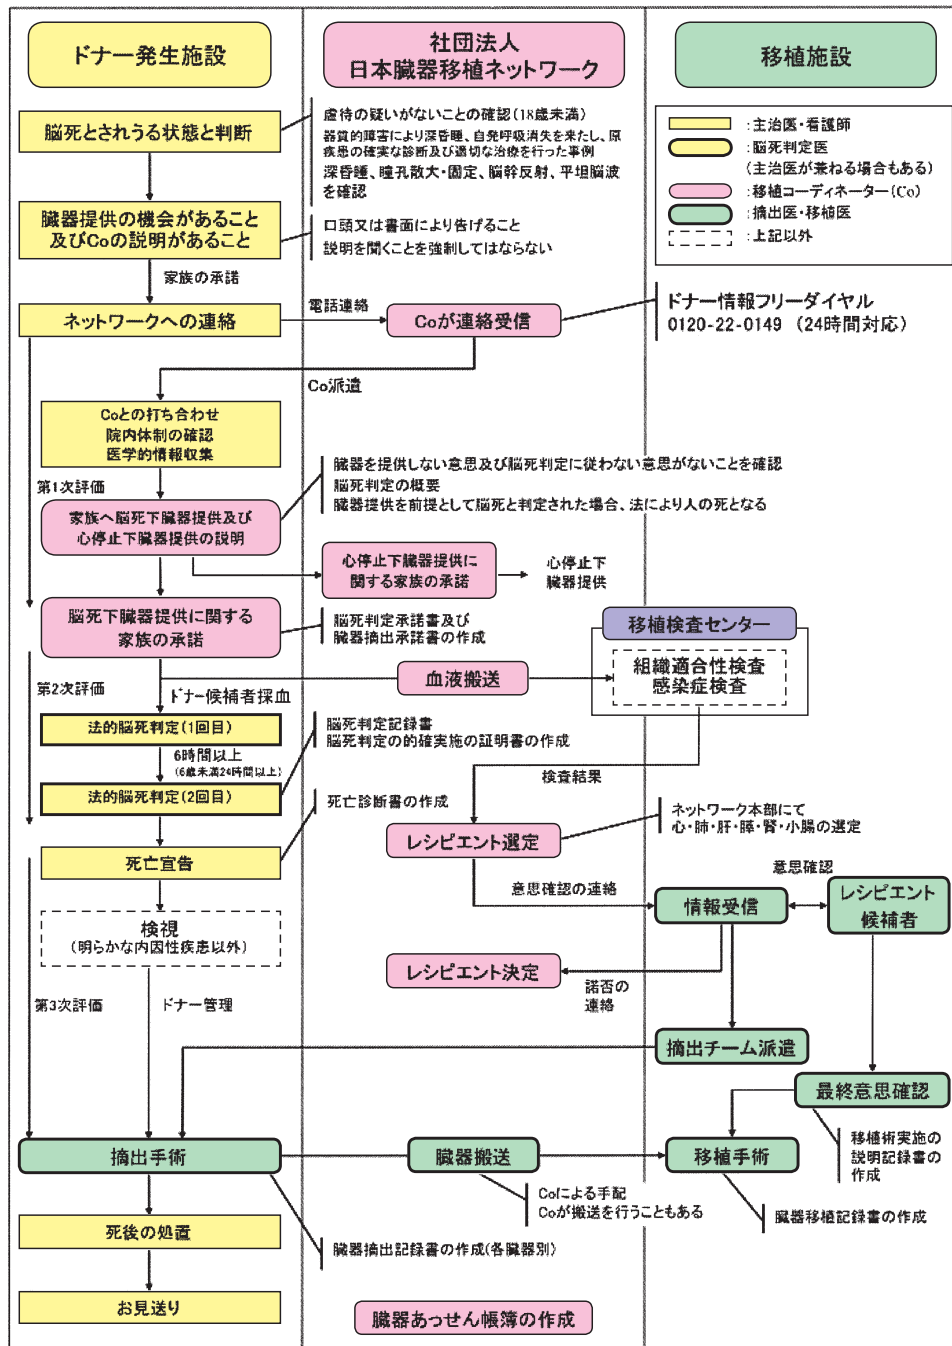 ドナー発生施設
社団法人
日本臓器移植ネットワーク
移植施設
脳死とされうる状態と判断
虐待の疑いがないことの確認(18歳未満)
器質的障害により深昏睡、自発呼吸消失を来たし、原
疾患の確実な診断及び適切な治療を行った事例
深昏睡、瞳孔散大・固定、脳幹反射、平坦脳波
を確認
:主治医・看護師
:脳死判定医
(主治医が兼ねる場合もある)
:移植コーディネーター(Co)
:摘出医・移植医
:上記以外
臓器提供の機会があること
及びCoの説明があること
口頭又は書面により告げること
説明を聞くことを強制してはならない
家族の承諾
ネットワークへの連絡
電話連絡
Coが連絡受信
ドナー情報フリーダイヤル
0120-22-0149 (24時間対応)
Co派遣
Coとの打ち合わせ
院内体制の確認
医学的情報収集
第1次評価
臓器を提供しない意思及び脳死判定に従わない意思がないことを確認
脳死判定の概要
臓器提供を前提として脳死と判定された場合、法により人の死となる
家族へ脳死下臓器提供及び
心停止下臓器提供の説明
心停止下臓器提供に
関する家族の承諾
心停止下
臓器提供
脳死下臓器提供に関する
家族の承諾
脳死判定承諾書及び
臓器摘出承諾書の作成
移植検査センター
組織適合性検査
感染症検査
血液搬送
第2次評価
ドナー候補者採血
法的脳死判定(1回目)
6時間以上
(6歳未満24時間以上)
脳死判定記録書
脳死判定の的確実施の証明書の作成
法的脳死判定(2回目)
検査結果
死亡診断書の作成
ネットワーク本部にて
心・肺・肝・膵・腎・小腸の選定
レシピエント選定
死亡宣告
意思確認の連絡
意思確認
情報受信
レシピエント
候補者
検視
(明らかな内因性疾患以外)
レシピエント決定
諾否の
連絡
第3次評価
ドナー管理
摘出チーム派遣
最終意思確認
移植術実施の
説明記録書の
作成
摘出手術
臓器搬送
移植手術
Coによる手配
Coが搬送を行うこともある
臓器移植記録書の作成
死後の処置
臓器摘出記録書の作成(各臓器別)
お見送り
臓器あっせん帳簿の作成